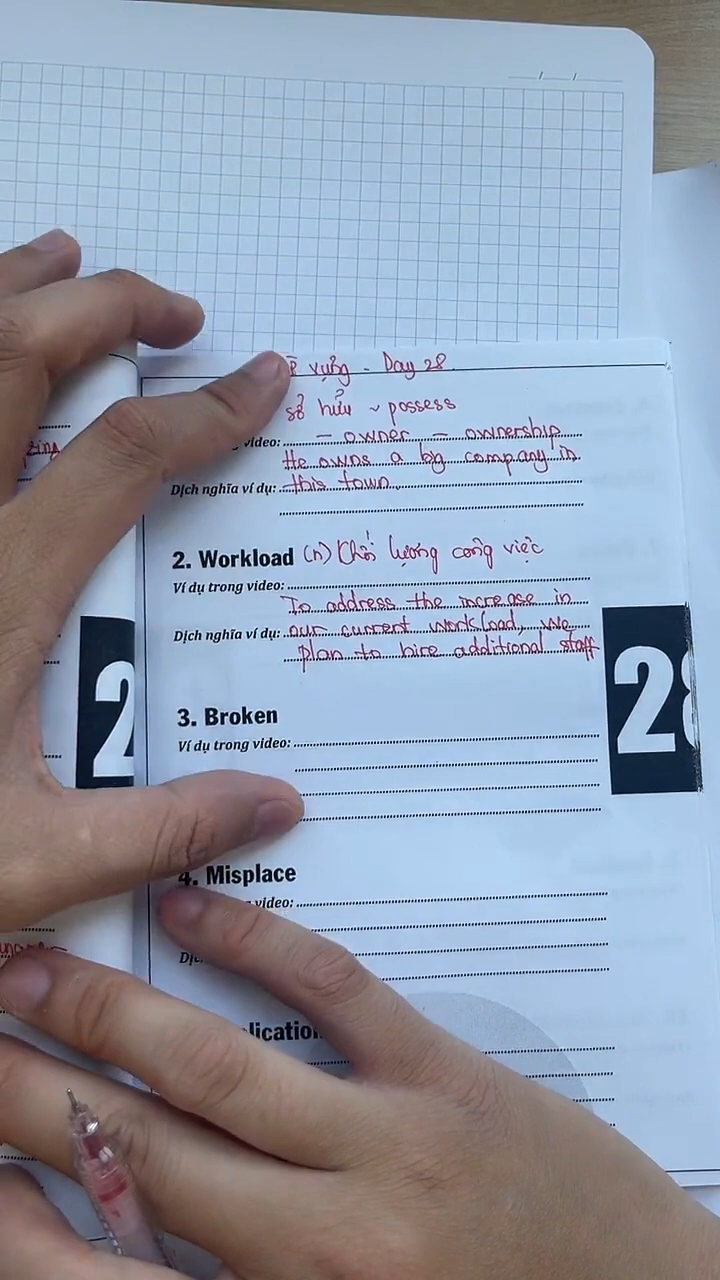 vựng - Day 28
sở hữu ~ possess
video: - owner - ownership
He owns a big company in
Dịch nghĩa ví dụ: this town
2. Workload (n) khối lượng công việc
Ví dụ trong video:
To address the increase in
Dịch nghĩa ví dụ: our current workload, we
plan to hire additional staff
28
2
3. Broken
Ví dụ trong video:
4. Misplace
video: